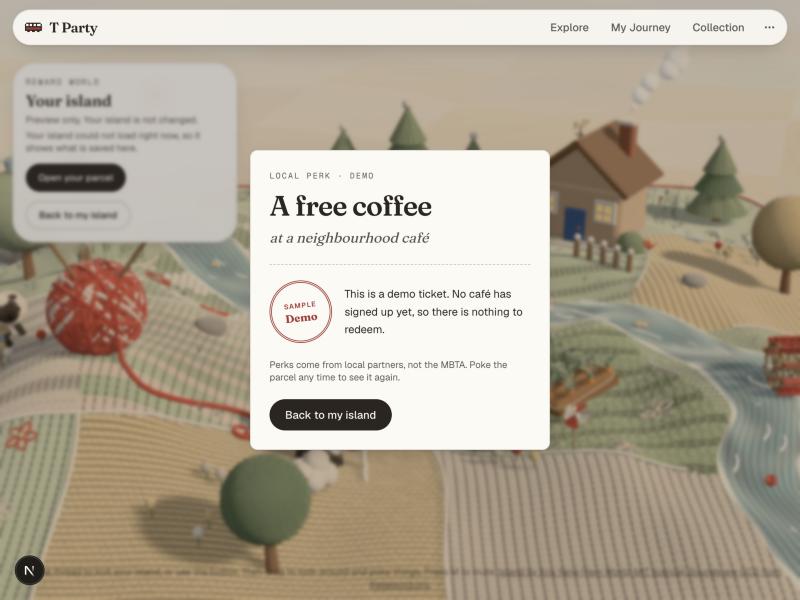 T Party
Explore
My Journey
Collection
REWARD WORLD
Your island
Preview only. Your island is not changed.
Your island could not load right now, so it
shows what is saved here.
Open your parcel
Back to my island
LOCAL PERK · DEMO
A free coffee
at a neighbourhood café
SAMPLE
Demo
This is a demo ticket. No café has
signed up yet, so there is nothing to
redeem.
Perks come from local partners, not the MBTA. Poke the
parcel any time to see it again.
Back to my island
N